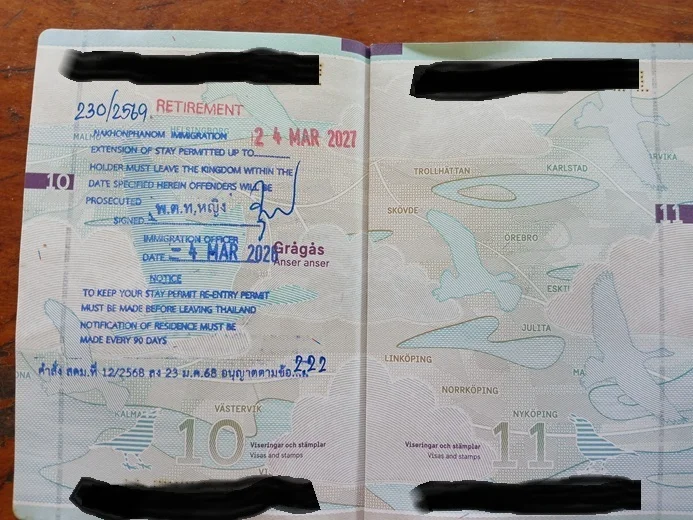 230/2569. RETIREMENT
HELSINGBORG
NAKHONPHANOM IMMIGRATION
EXTENSION OF STAY PERMITTED UP TO 24 MAR 2027
HOLDER MUST LEAVE THE KINGDOM WITHIN THE
DATE SPECIFIED HEREIN OFFENDERS WILL BE
PROSECUTED
พ.ต.ท.หญิง
SIGNED
IMMIGRATION OFFICER
DATE - 4 MAR 2026
NOTICE
TO KEEP YOUR STAY PERMIT RE-ENTRY PERMIT
MUST BE MADE BEFORE LEAVING THAILAND
NOTIFICATION OF RESIDENCE MUST BE
MADE EVERY 90 DAYS
คำสั่ง สตม.ที่ 12/2568 ลง 23 ม.ค.68 อนุญาตตามข้อ... 2.22
10
Grågås
Anser anser
KALMAR
VÄSTERVIK
10
Viseringar och stämplar
Visas and stamps
TROLLHÄTTAN
KARLSTAD
ARVIKA
SKÖVDE
11
ÖREBRO
JULITA
LINKÖPING
NORRKÖPING
NYKÖPING
Viseringar och stämplar
Visas and stamps
11